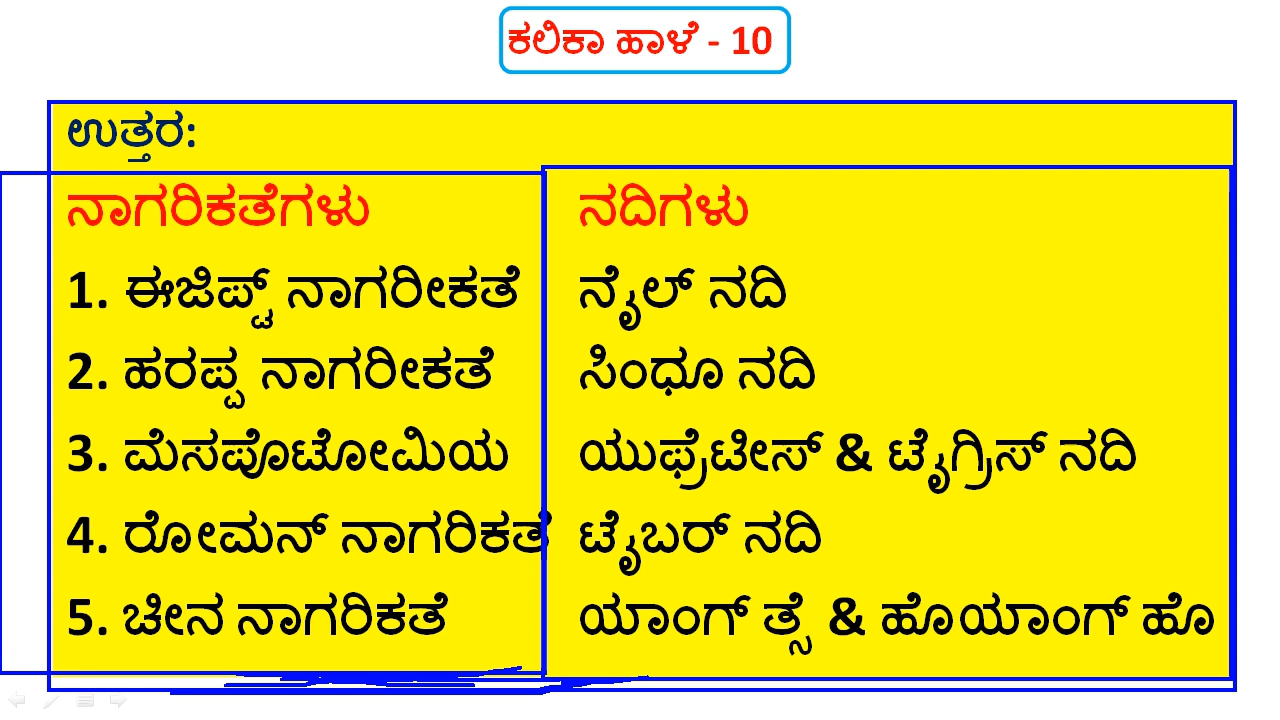 ಕಲಿಕಾ ಹಾಳೆ - 10
ಉತ್ತರ:
ನಾಗರಿಕತೆಗಳು ನದಿಗಳು
1. ಈಜಿಪ್ಟ್ ನಾಗರೀಕತೆ ನೈಲ್ ನದಿ
2. ಹರಪ್ಪ ನಾಗರೀಕತೆ ಸಿಂಧೂ ನದಿ
3. ಮೆಸಪೊಟೋಮಿಯ ಯುಫ್ರೆಟೀಸ್ & ಟೈಗ್ರಿಸ್ ನದಿ
4. ರೋಮನ್ ನಾಗರಿಕತೆ ಟೈಬರ್ ನದಿ
5. ಚೀನ ನಾಗರಿಕತೆ ಯಾಂಗ್ ತ್ಸೆ & ಹೊಯಾಂಗ್ ಹೊ